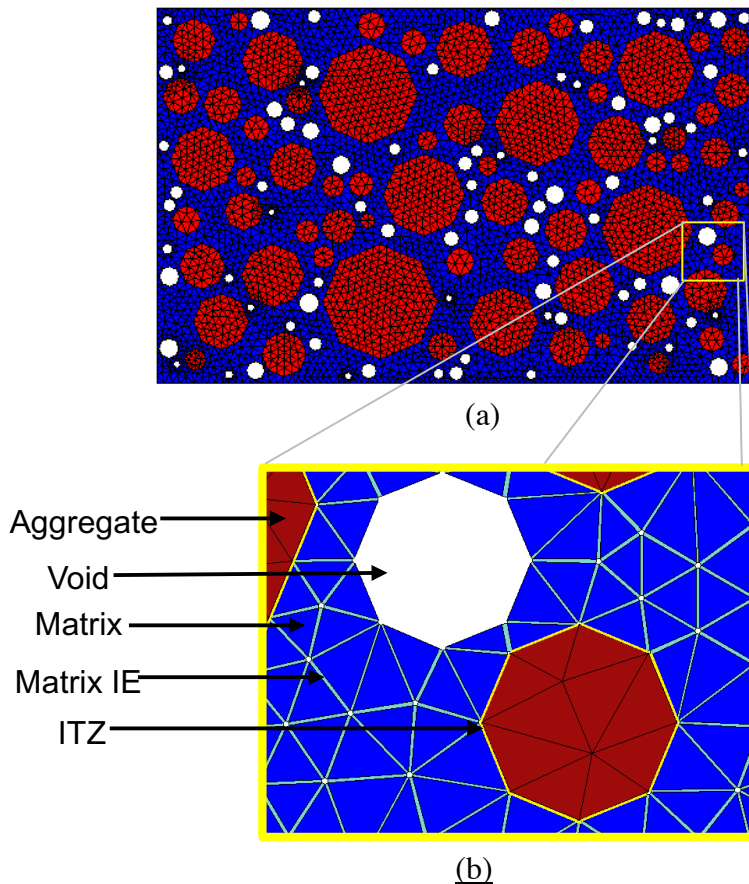 (a)
Aggregate
Void
Matrix
Matrix IE
ITZ
(b)